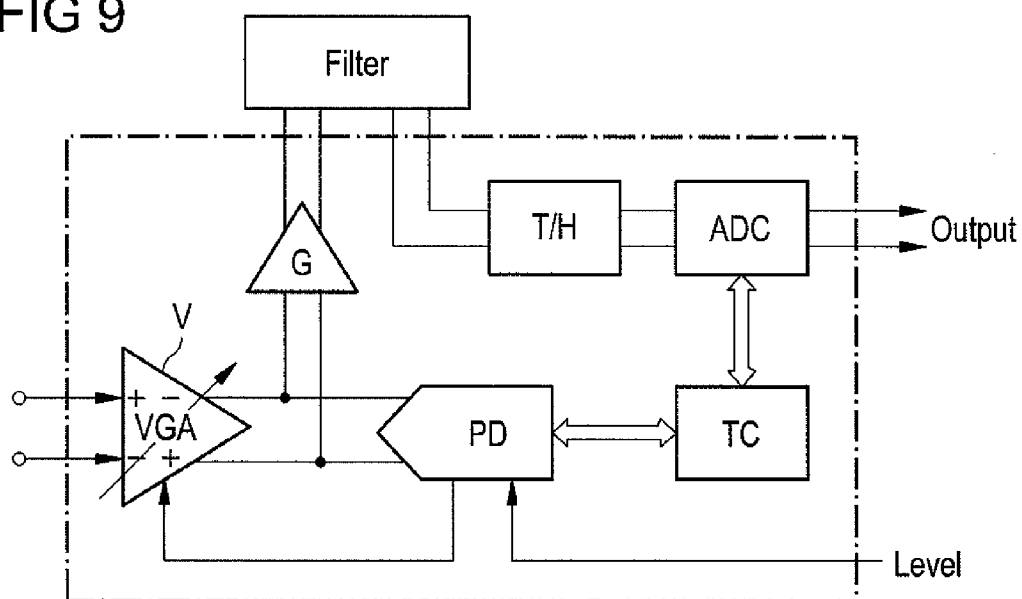 FIG 9
Filter
T/H
ADC
Output
G
V
+ −
VGA
− +
PD
TC
Level